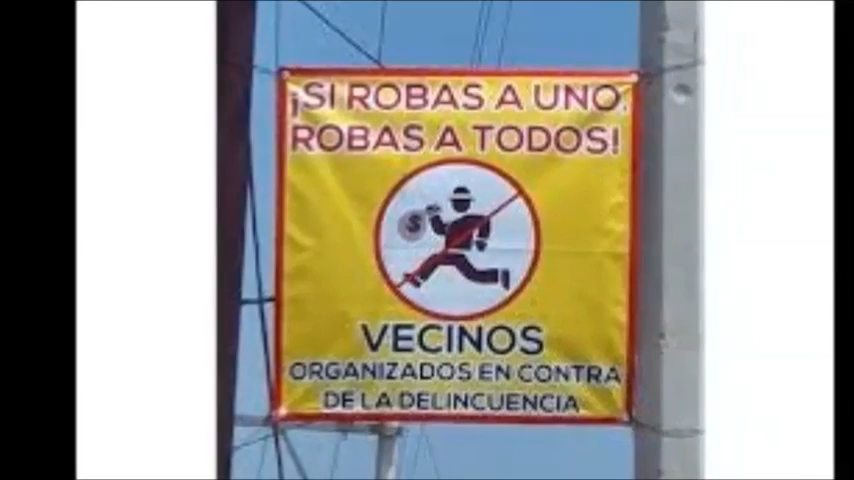 ¡SI ROBAS A UNO,
ROBAS A TODOS!
$
VECINOS
ORGANIZADOS EN CONTRA
DE LA DELINCUENCIA